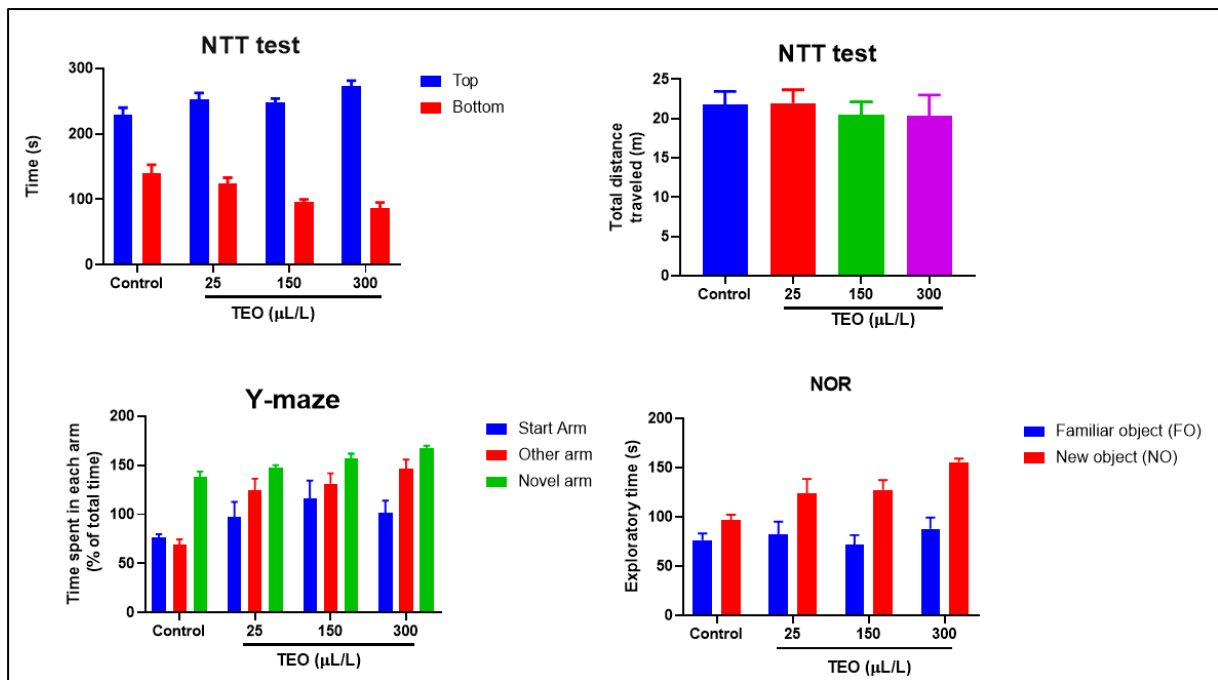 NTT test
300
200
100
0
Time (s)
Top
Bottom
Control 25 150 300
TEO (μL/L)
NTT test
25
20
15
10
5
0
Total distance
traveled (m)
Control 25 150 300
TEO (μL/L)
Y-maze
200
150
100
50
0
Time spent in each arm
(% of total time)
Start Arm
Other arm
Novel arm
Control 25 150 300
TEO (μL/L)
NOR
200
150
100
50
0
Exploratory time (s)
Familiar object (FO)
New object (NO)
Control 25 150 300
TEO (μL/L)